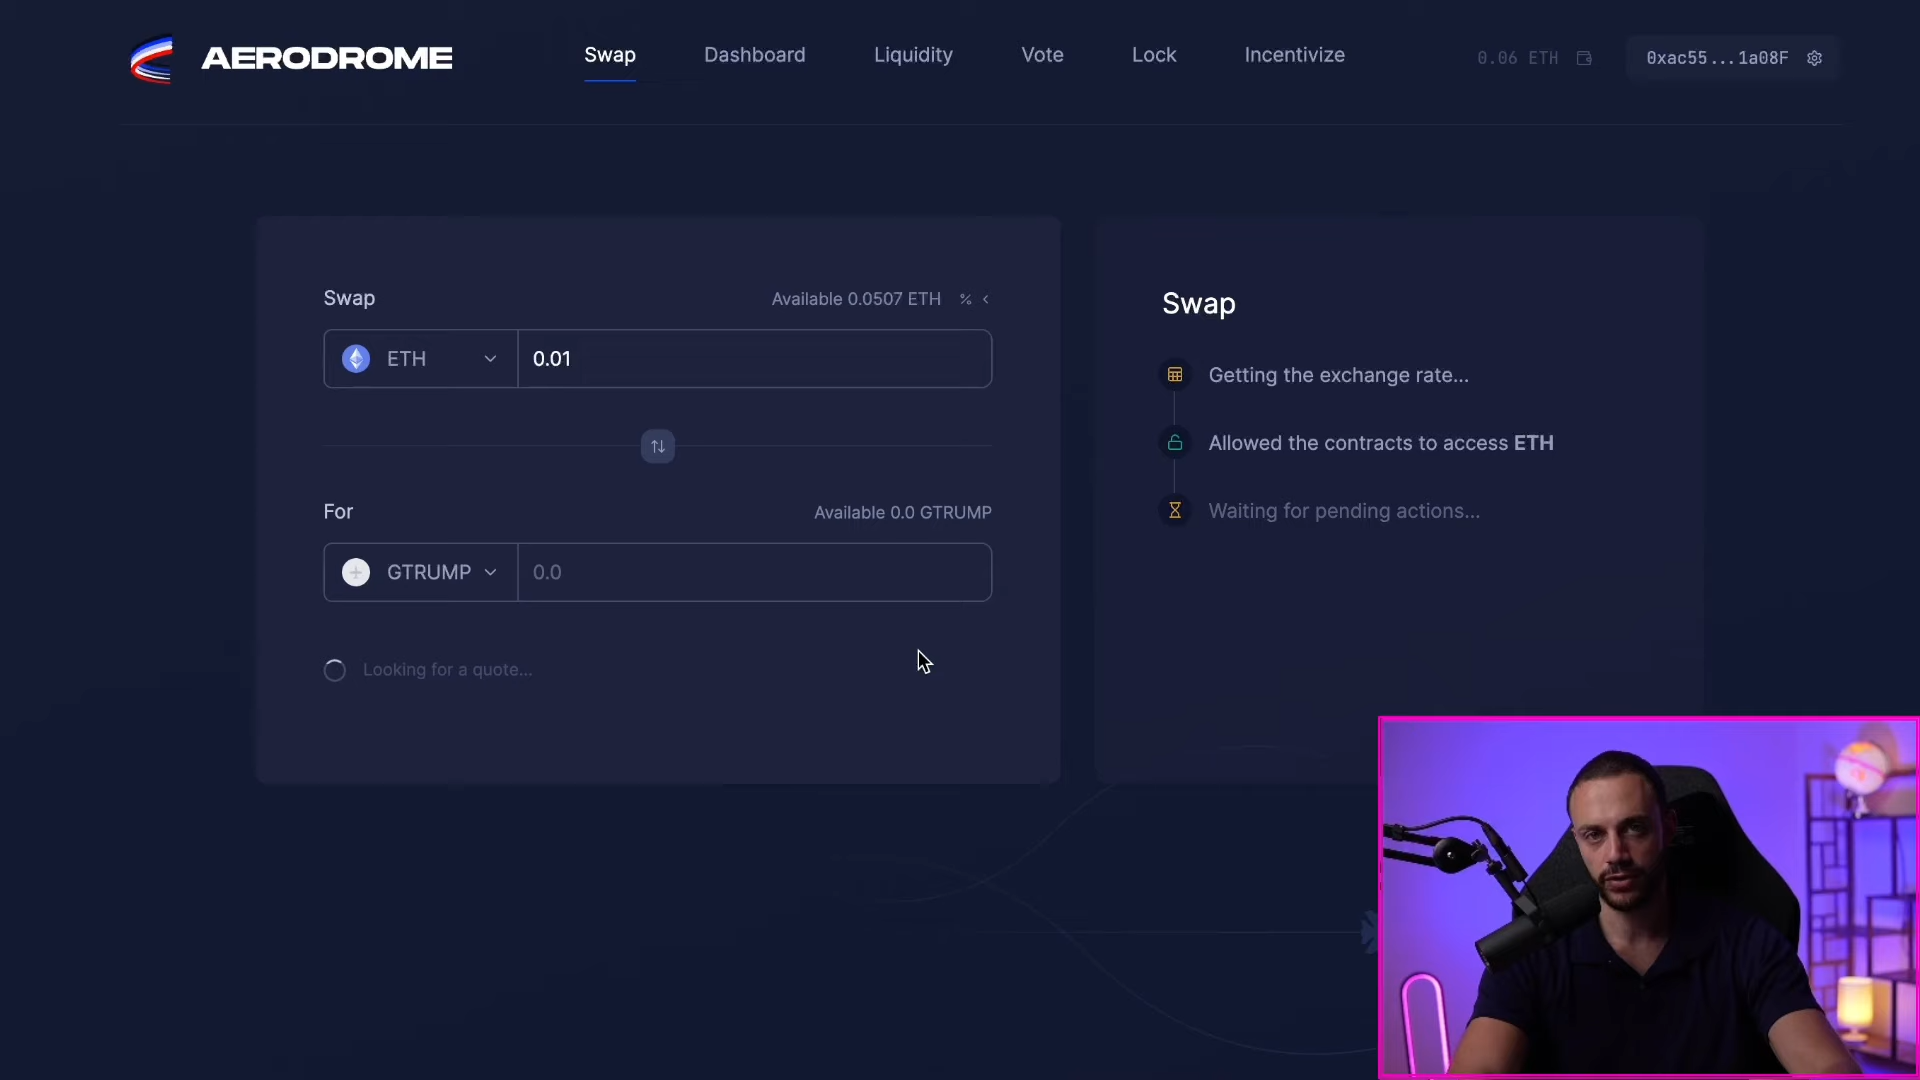 AERODROME
Swap
Dashboard
Liquidity
Vote
Lock
Incentivize
0.06 ETH
0xac55...1a08F
Swap
Available 0.0507 ETH
%
ETH
0.01
For
Available 0.0 GTRUMP
GTRUMP
0.0
Looking for a quote...
Swap
Getting the exchange rate...
Allowed the contracts to access ETH
Waiting for pending actions...